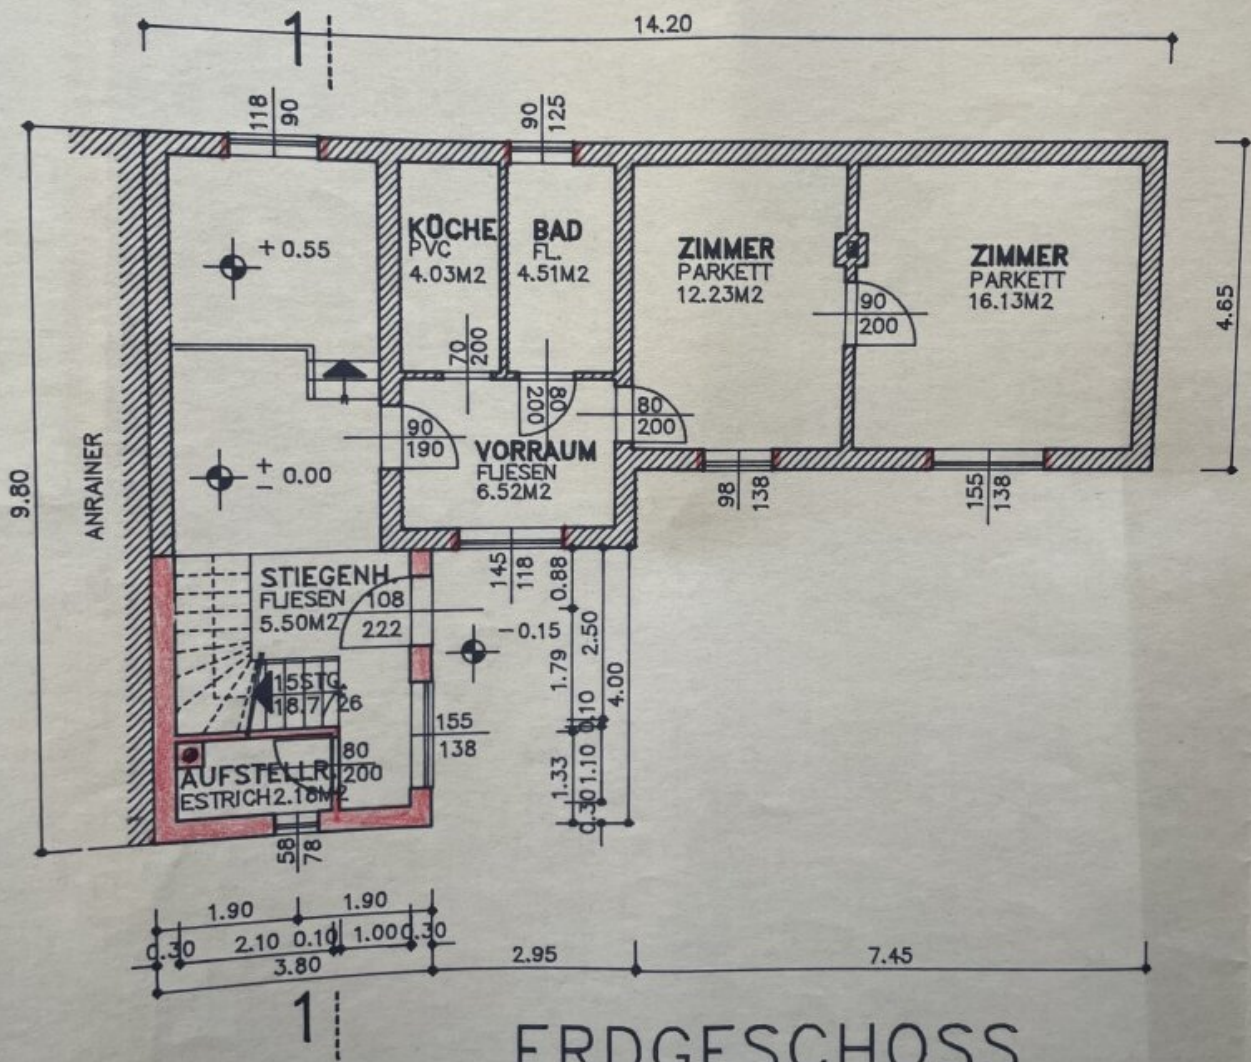 1
14.20
118
90
90
125
+ 0.55
KÜCHE
PVC
4.03M2
BAD
FL.
4.51M2
ZIMMER
PARKETT
12.23M2
ZIMMER
PARKETT
16.13M2
4.65
90
200
70
200
80
200
80
200
90
190
VORRAUM
FLIESEN
6.52M2
± 0.00
9.80
ANRAINER
98
138
155
138
145
118
STIEGENH.
FLIESEN
5.50M2
108
222
-0.15
0.88
2.50
1.79
4.00
0.10
15STG.
18.7/26
155
138
1.33
1.10
0.30
80
200
AUFSTELLR.
ESTRICH 2.18M2
58
78
1.90
1.90
0.30
2.10
0.10
1.00
0.30
3.80
2.95
7.45
1
ERDGESCHOSS